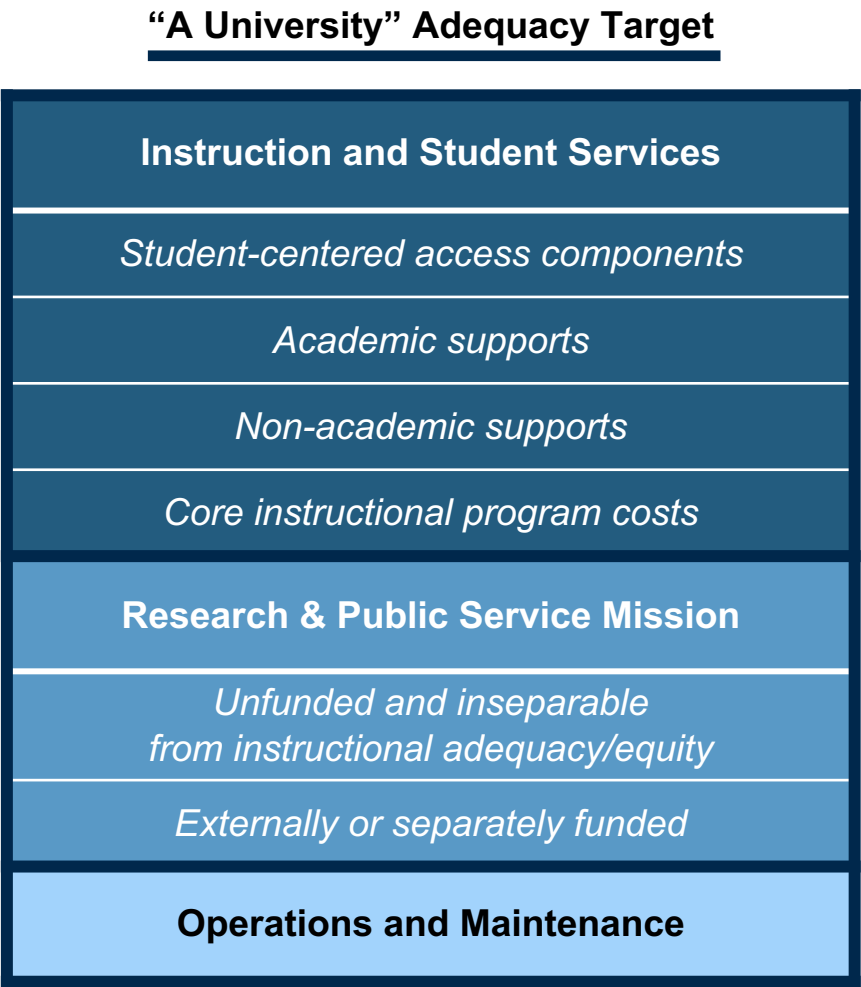 “A University” Adequacy Target
Instruction and Student Services
Student-centered access components
Academic supports
Non-academic supports
Core instructional program costs
Research & Public Service Mission
Unfunded and inseparable
from instructional adequacy/equity
Externally or separately funded
Operations and Maintenance